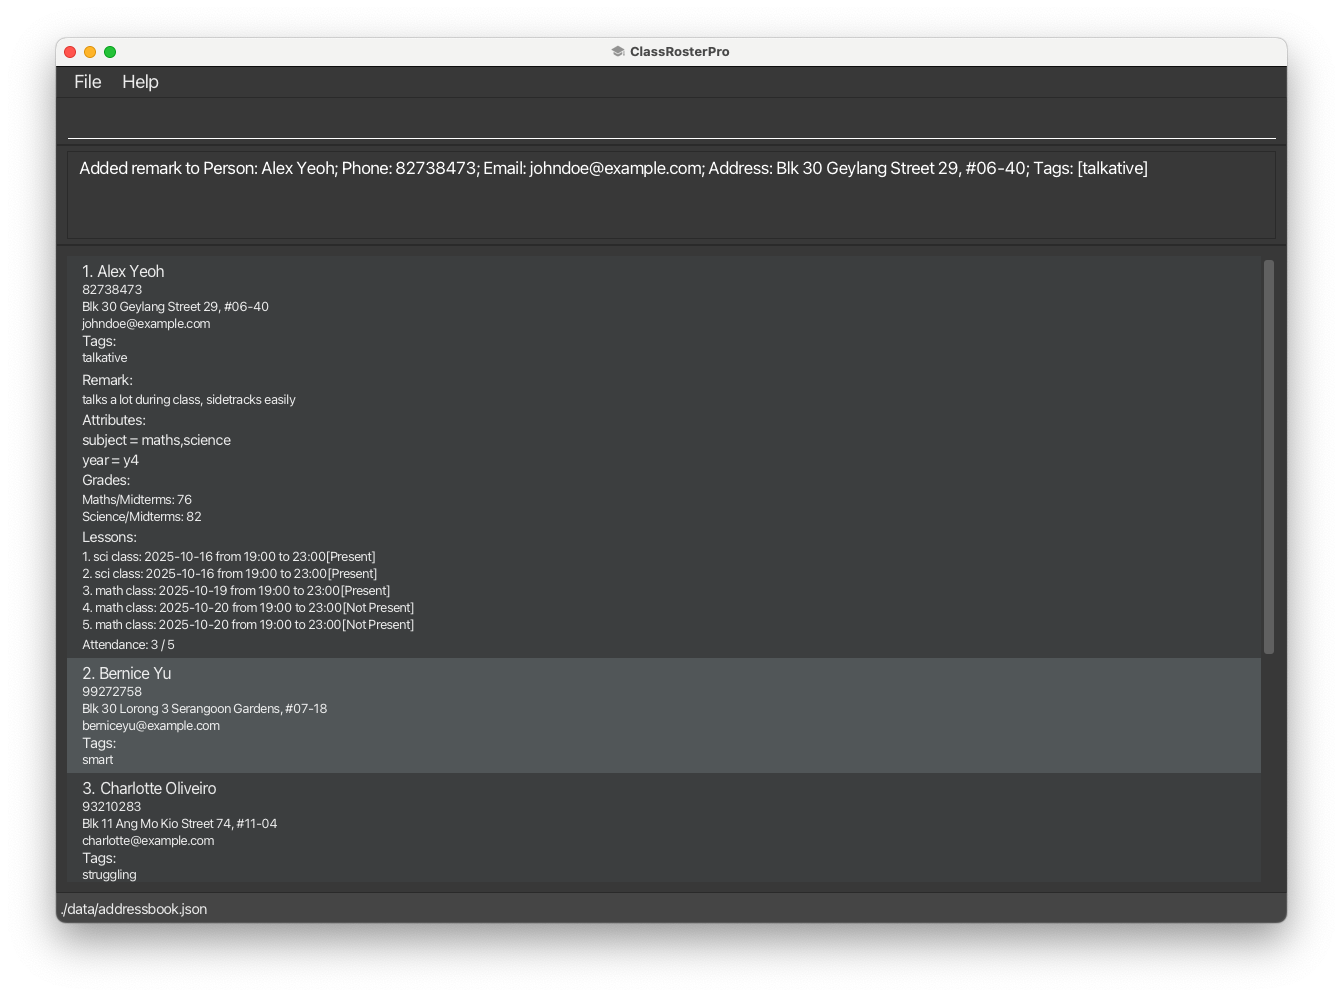 ClassRosterPro
File Help
Added remark to Person: Alex Yeoh; Phone: 82738473; Email: johndoe@example.com; Address: Blk 30 Geylang Street 29, #06-40; Tags: [talkative]
1. Alex Yeoh
82738473
Blk 30 Geylang Street 29, #06-40
johndoe@example.com
Tags:
talkative
Remark:
talks a lot during class, sidetracks easily
Attributes:
subject = maths,science
year = y4
Grades:
Maths/Midterms: 76
Science/Midterms: 82
Lessons:
1. sci class: 2025-10-16 from 19:00 to 23:00[Present]
2. sci class: 2025-10-16 from 19:00 to 23:00[Present]
3. math class: 2025-10-19 from 19:00 to 23:00[Present]
4. math class: 2025-10-20 from 19:00 to 23:00[Not Present]
5. math class: 2025-10-20 from 19:00 to 23:00[Not Present]
Attendance: 3 / 5
2. Bernice Yu
99272758
Blk 30 Lorong 3 Serangoon Gardens, #07-18
berniceyu@example.com
Tags:
smart
3. Charlotte Oliveiro
93210283
Blk 11 Ang Mo Kio Street 74, #11-04
charlotte@example.com
Tags:
struggling
./data/addressbook.json